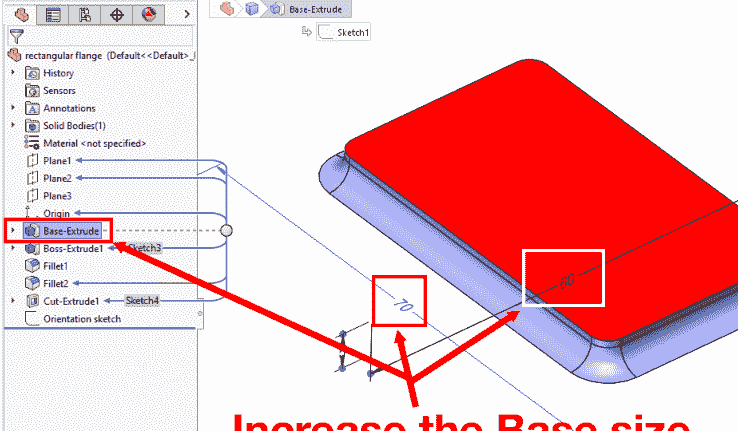 Base-Extrude
Sketch1
rectangular flange (Default<<Default>_
History
Sensors
Annotations
Solid Bodies(1)
Material <not specified>
Plane1
Plane2
Plane3
Origin
Base-Extrude
Boss-Extrude1 Sketch3
Fillet1
Fillet2
Cut-Extrude1 Sketch4
Orientation sketch
70
Increase the Base size